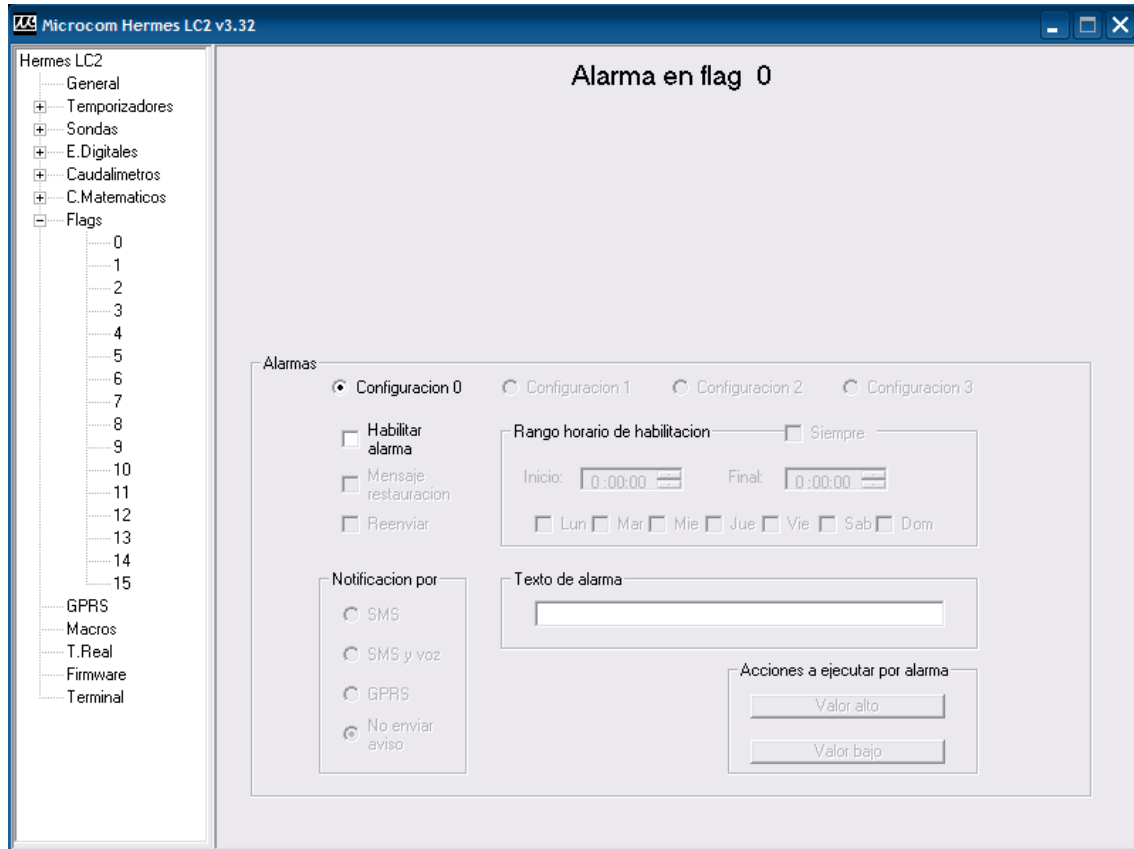 Microcom Hermes LC2 v3.32
Hermes LC2
General
Temporizadores
Sondas
E.Digitales
Caudalimetros
C.Matematicos
Flags
0
1
2
3
4
5
6
7
8
9
10
11
12
13
14
15
GPRS
Macros
T.Real
Firmware
Terminal
Alarma en flag 0
Alarmas
Configuracion 0 Configuracion 1 Configuracion 2 Configuracion 3
Habilitar
alarma
Mensaje
restauracion
Reenviar
Rango horario de habilitacion Siempre
Inicio: 0:00:00 Final: 0:00:00
Lun Mar Mie Jue Vie Sab Dom
Notificacion por
SMS
SMS y voz
GPRS
No enviar
aviso
Texto de alarma
Acciones a ejecutar por alarma
Valor alto
Valor bajo